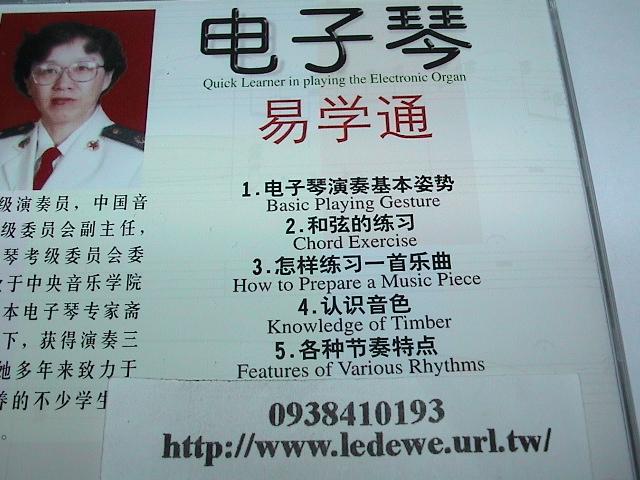 电子琴
Quick Learner in playing the Electronic Organ
易学通
1.电子琴演奏基本姿势
Basic Playing Gesture
2.和弦的练习
Chord Exercise
3.怎样练习一首乐曲
How to Prepare a Music Piece
4.认识音色
Knowledge of Timber
5.各种节奏特点
Features of Various Rhythms
级演奏员，中国音
级委员会副主任，
琴考级委员会委
于中央音乐学院
本电子琴专家斋
下，获得演奏三
她多年来致力于
养的不少学生
。
0938410193
http://www.ledewe.url.tw/